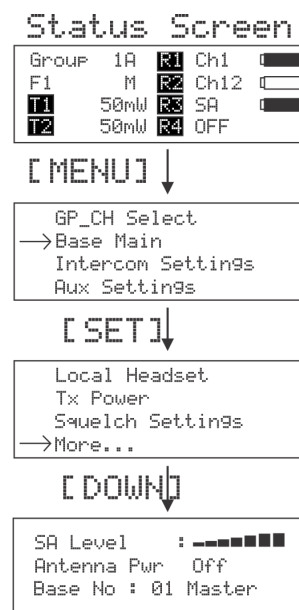 Status Screen
Group 1A R1 Ch1
F1 M R2 Ch12
T1 50mW R3 SA
T2 50mW R4 OFF
[MENU]
GP_CH Select
Base Main
Intercom Settings
Aux Settings
[SET]
Local Headset
Tx Power
Squelch Settings
More...
[DOWN]
SA Level :
Antenna Pwr Off
Base No : 01 Master